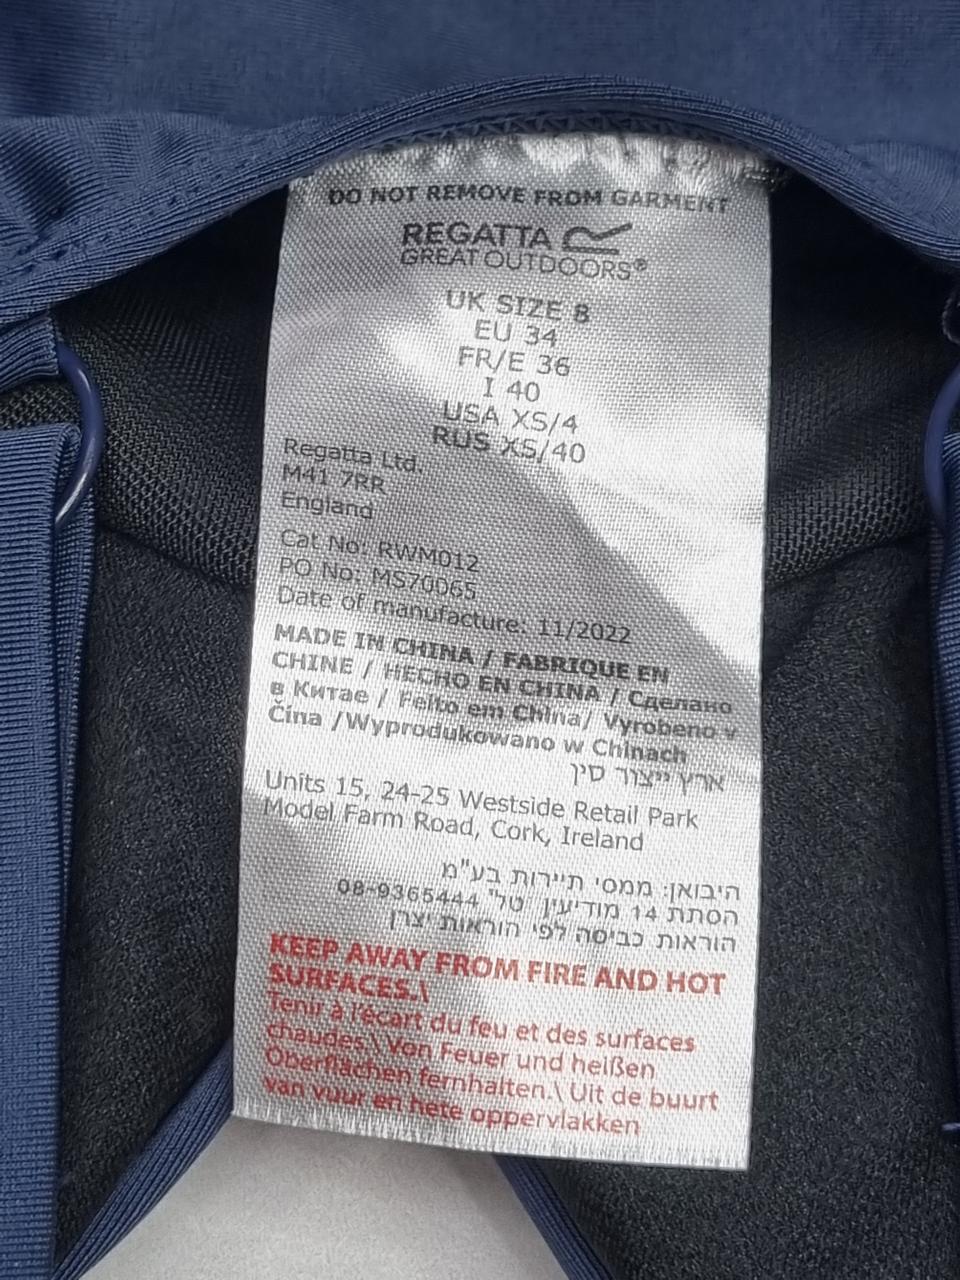 DO NOT REMOVE FROM GARMENT
REGATTA
GREAT OUTDOORS®
UK SIZE 8
EU 34
FR/E 36
I 40
USA XS/4
RUS XS/40
Regatta Ltd.
M41 7RR
England
Cat No: RWM012
PO No: MS70065
Date of manufacture: 11/2022
MADE IN CHINA / FABRIQUE EN
CHINE / HECHO EN CHINA / Сделано
в Китае / Feito em China/ Vyrobeno v
Čína /Wyprodukowano w Chinach
ארץ ייצור סין
Units 15, 24-25 Westside Retail Park
Model Farm Road, Cork, Ireland
היבואן: ממסי תיירות בע"מ
הסתת 14 מודיעין טל' 08-9365444
הוראות כביסה לפי הוראות יצרן
KEEP AWAY FROM FIRE AND HOT
SURFACES.\
Tenir à l'écart du feu et des surfaces
chaudes.\ Von Feuer und heißen
Oberflächen fernhalten.\ Uit de buurt
van vuur en hete oppervlakken